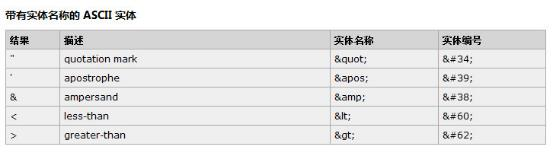 带有实体名称的 ASCII 实体
结果 描述 实体名称 实体编号
" quotation mark &quot; &#34;
' apostrophe &apos; &#39;
& ampersand &amp; &#38;
< less-than &lt; &#60;
> greater-than &gt; &#62;